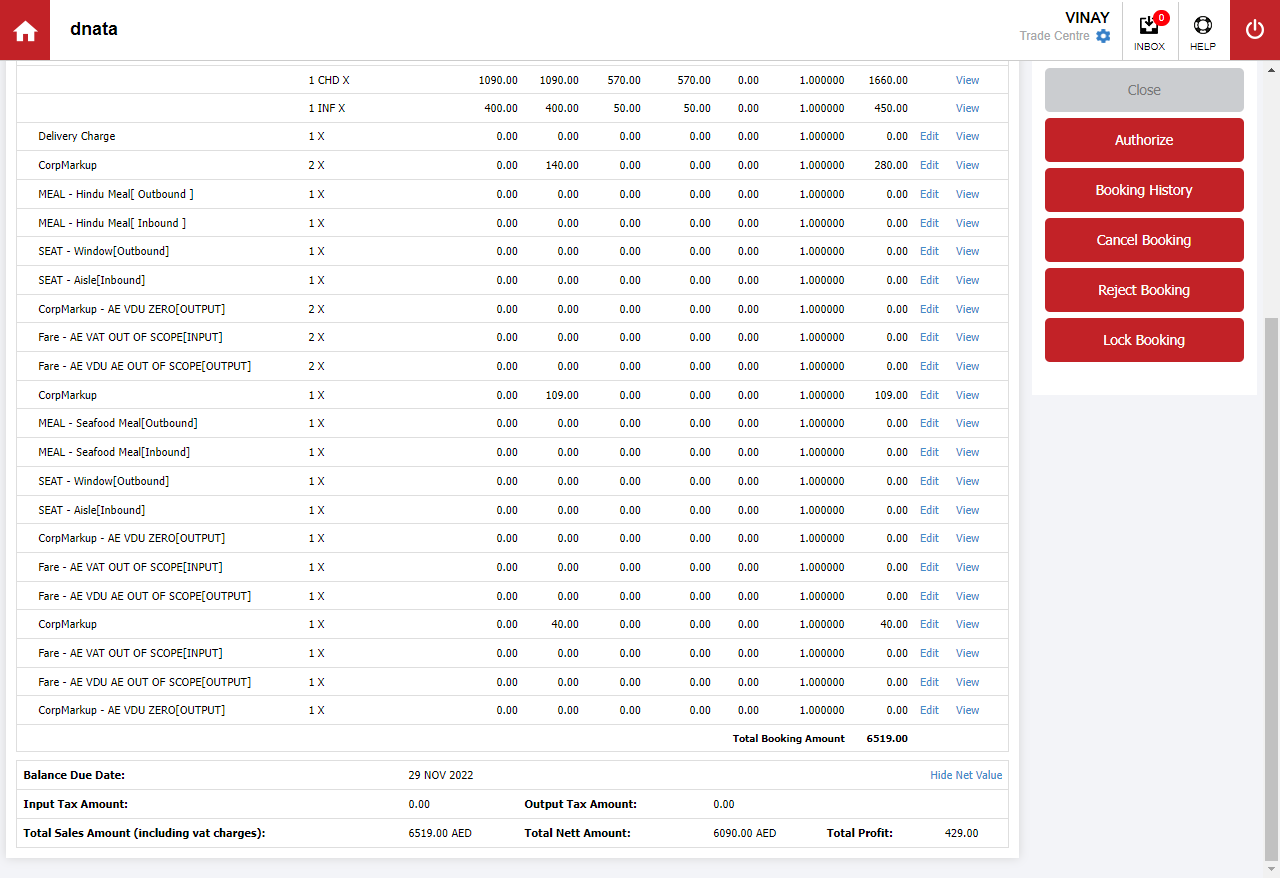 dnata
VINAY
Trade Centre
0
INBOX
HELP
1 CHD X 1090.00 1090.00 570.00 570.00 0.00 1.000000 1660.00 View
1 INF X 400.00 400.00 50.00 50.00 0.00 1.000000 450.00 View
Delivery Charge 1 X 0.00 0.00 0.00 0.00 0.00 1.000000 0.00 Edit View
CorpMarkup 2 X 0.00 140.00 0.00 0.00 0.00 1.000000 280.00 Edit View
MEAL - Hindu Meal[ Outbound ] 1 X 0.00 0.00 0.00 0.00 0.00 1.000000 0.00 Edit View
MEAL - Hindu Meal[ Inbound ] 1 X 0.00 0.00 0.00 0.00 0.00 1.000000 0.00 Edit View
SEAT - Window[Outbound] 1 X 0.00 0.00 0.00 0.00 0.00 1.000000 0.00 Edit View
SEAT - Aisle[Inbound] 1 X 0.00 0.00 0.00 0.00 0.00 1.000000 0.00 Edit View
CorpMarkup - AE VDU ZERO[OUTPUT] 2 X 0.00 0.00 0.00 0.00 0.00 1.000000 0.00 Edit View
Fare - AE VAT OUT OF SCOPE[INPUT] 2 X 0.00 0.00 0.00 0.00 0.00 1.000000 0.00 Edit View
Fare - AE VDU AE OUT OF SCOPE[OUTPUT] 2 X 0.00 0.00 0.00 0.00 0.00 1.000000 0.00 Edit View
CorpMarkup 1 X 0.00 109.00 0.00 0.00 0.00 1.000000 109.00 Edit View
MEAL - Seafood Meal[Outbound] 1 X 0.00 0.00 0.00 0.00 0.00 1.000000 0.00 Edit View
MEAL - Seafood Meal[Inbound] 1 X 0.00 0.00 0.00 0.00 0.00 1.000000 0.00 Edit View
SEAT - Window[Outbound] 1 X 0.00 0.00 0.00 0.00 0.00 1.000000 0.00 Edit View
SEAT - Aisle[Inbound] 1 X 0.00 0.00 0.00 0.00 0.00 1.000000 0.00 Edit View
CorpMarkup - AE VDU ZERO[OUTPUT] 1 X 0.00 0.00 0.00 0.00 0.00 1.000000 0.00 Edit View
Fare - AE VAT OUT OF SCOPE[INPUT] 1 X 0.00 0.00 0.00 0.00 0.00 1.000000 0.00 Edit View
Fare - AE VDU AE OUT OF SCOPE[OUTPUT] 1 X 0.00 0.00 0.00 0.00 0.00 1.000000 0.00 Edit View
CorpMarkup 1 X 0.00 40.00 0.00 0.00 0.00 1.000000 40.00 Edit View
Fare - AE VAT OUT OF SCOPE[INPUT] 1 X 0.00 0.00 0.00 0.00 0.00 1.000000 0.00 Edit View
Fare - AE VDU AE OUT OF SCOPE[OUTPUT] 1 X 0.00 0.00 0.00 0.00 0.00 1.000000 0.00 Edit View
CorpMarkup - AE VDU ZERO[OUTPUT] 1 X 0.00 0.00 0.00 0.00 0.00 1.000000 0.00 Edit View
Total Booking Amount 6519.00
Balance Due Date: 29 NOV 2022 Hide Net Value
Input Tax Amount: 0.00 Output Tax Amount: 0.00
Total Sales Amount (including vat charges): 6519.00 AED Total Nett Amount: 6090.00 AED Total Profit: 429.00
Close
Authorize
Booking History
Cancel Booking
Reject Booking
Lock Booking